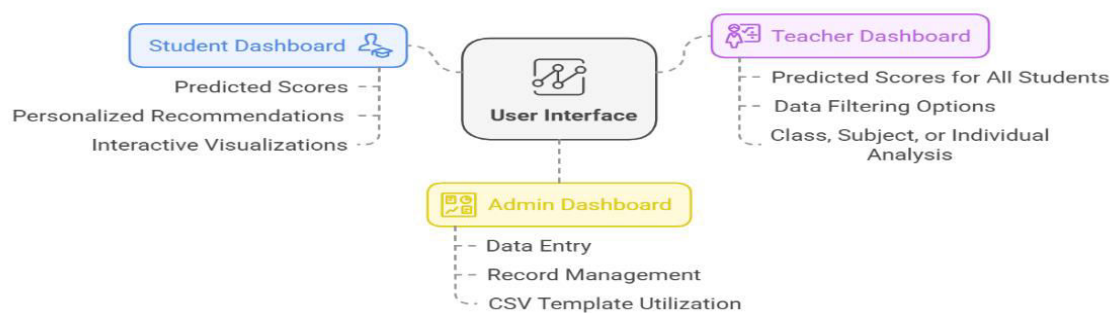 Student Dashboard
Predicted Scores
Personalized Recommendations
Interactive Visualizations
User Interface
Teacher Dashboard
Predicted Scores for All Students
Data Filtering Options
Class, Subject, or Individual
Analysis
Admin Dashboard
Data Entry
Record Management
CSV Template Utilization